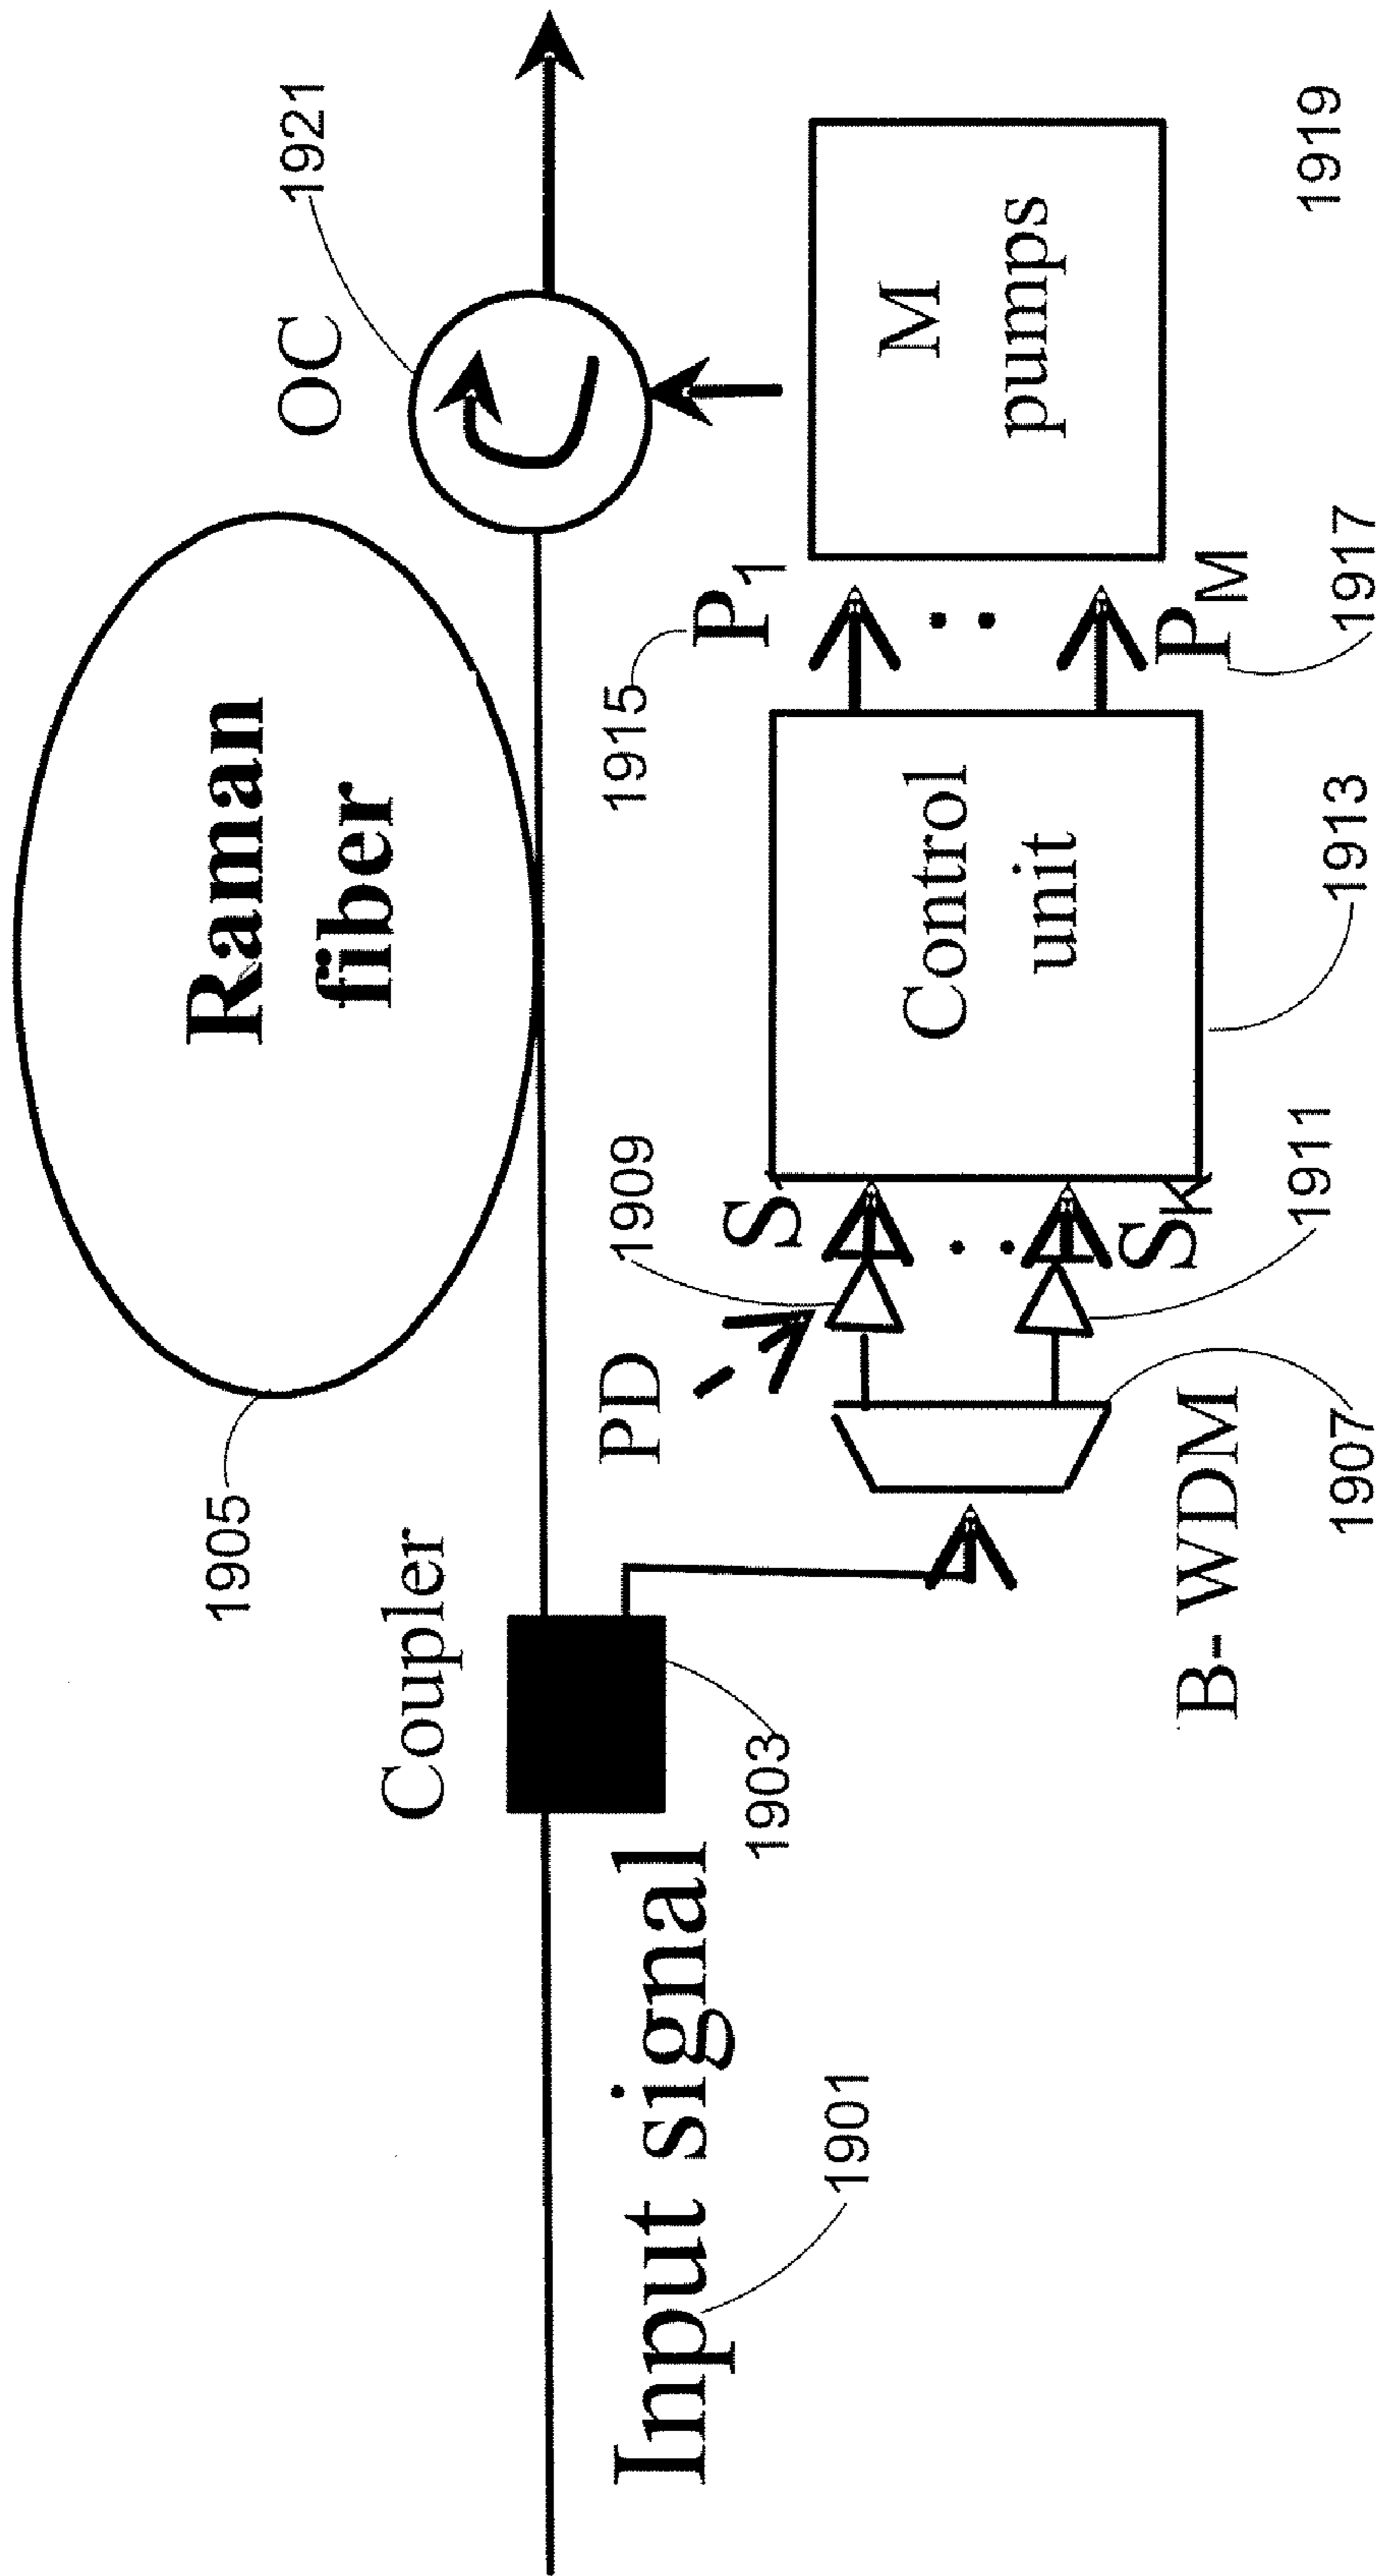 Raman
fiber
1905
OC
1921
Coupler
Input signal
1901
1903
PD
1909
S
1915
P1
Control
unit
M
pumps
SK
PM
B- WDM
1907
1911
1913
1917
1919